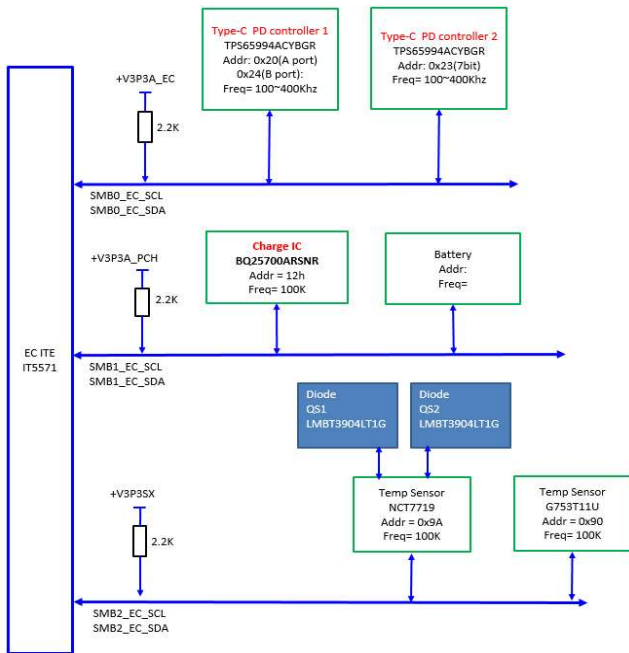 Type-C PD controller 1
TPS65994ACYBGR
Addr: 0x20(A port)
0x24(B port):
Freq= 100~400Khz
Type-C PD controller 2
TPS65994ACYBGR
Addr: 0x23(7bit)
Freq= 100~400Khz
+V3P3A_EC
2.2K
SMB0_EC_SCL
SMB0_EC_SDA
Charge IC
BQ25700ARSNR
Addr = 12h
Freq= 100K
Battery
Addr:
Freq=
+V3P3A_PCH
2.2K
EC ITE
IT5571
SMB1_EC_SCL
SMB1_EC_SDA
Diode
QS1
LMBT3904LT1G
Diode
QS2
LMBT3904LT1G
+V3P3SX
2.2K
Temp Sensor
NCT7719
Addr = 0x9A
Freq= 100K
Temp Sensor
G753T11U
Addr = 0x90
Freq= 100K
SMB2_EC_SCL
SMB2_EC_SDA